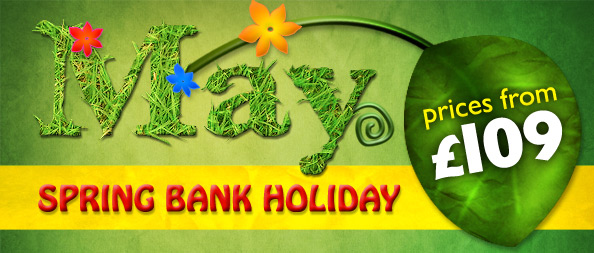 May
SPRING BANK HOLIDAY
prices from
£109